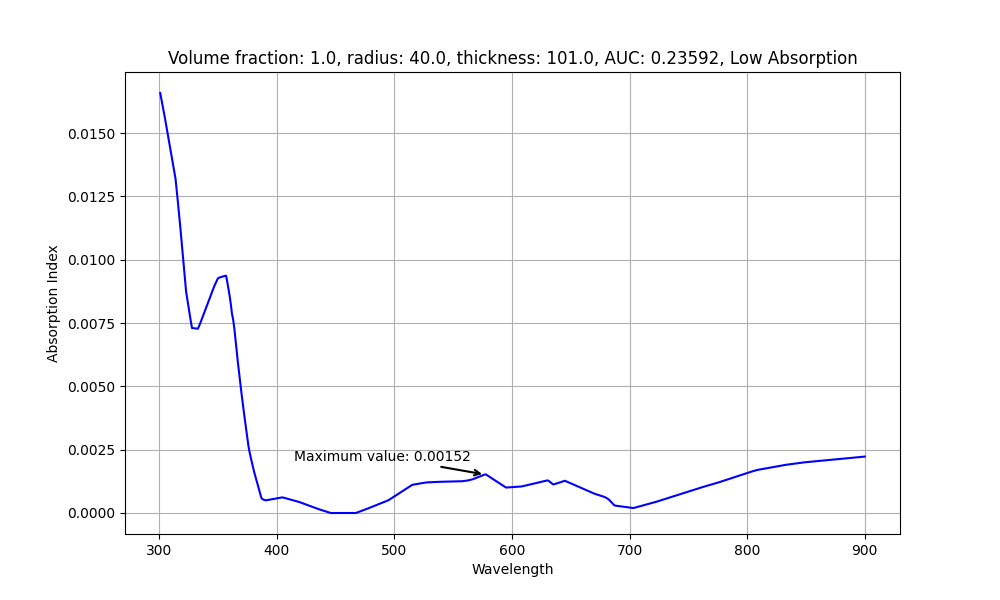 Volume fraction: 1.0, radius: 40.0, thickness: 101.0, AUC: 0.23592, Low Absorption
Absorption Index
0.0150
0.0125
0.0100
0.0075
0.0050
0.0025
0.0000
Maximum value: 0.00152
300 400 500 600 700 800 900
Wavelength